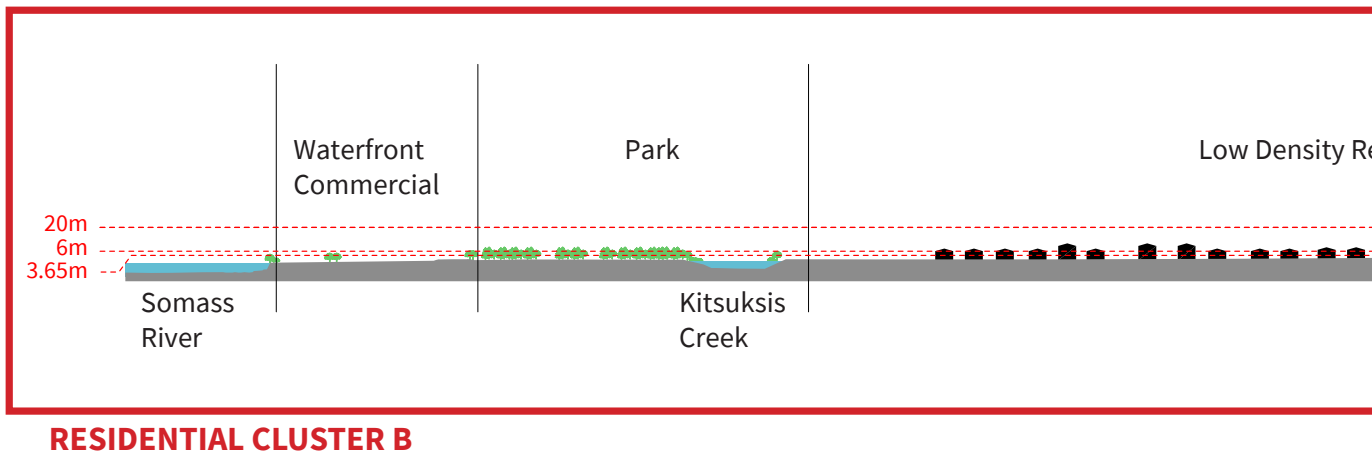 Waterfront
Commercial
Park
Low Density Re
20m
6m
3.65m
Somass
River
Kitsuksis
Creek
RESIDENTIAL CLUSTER B